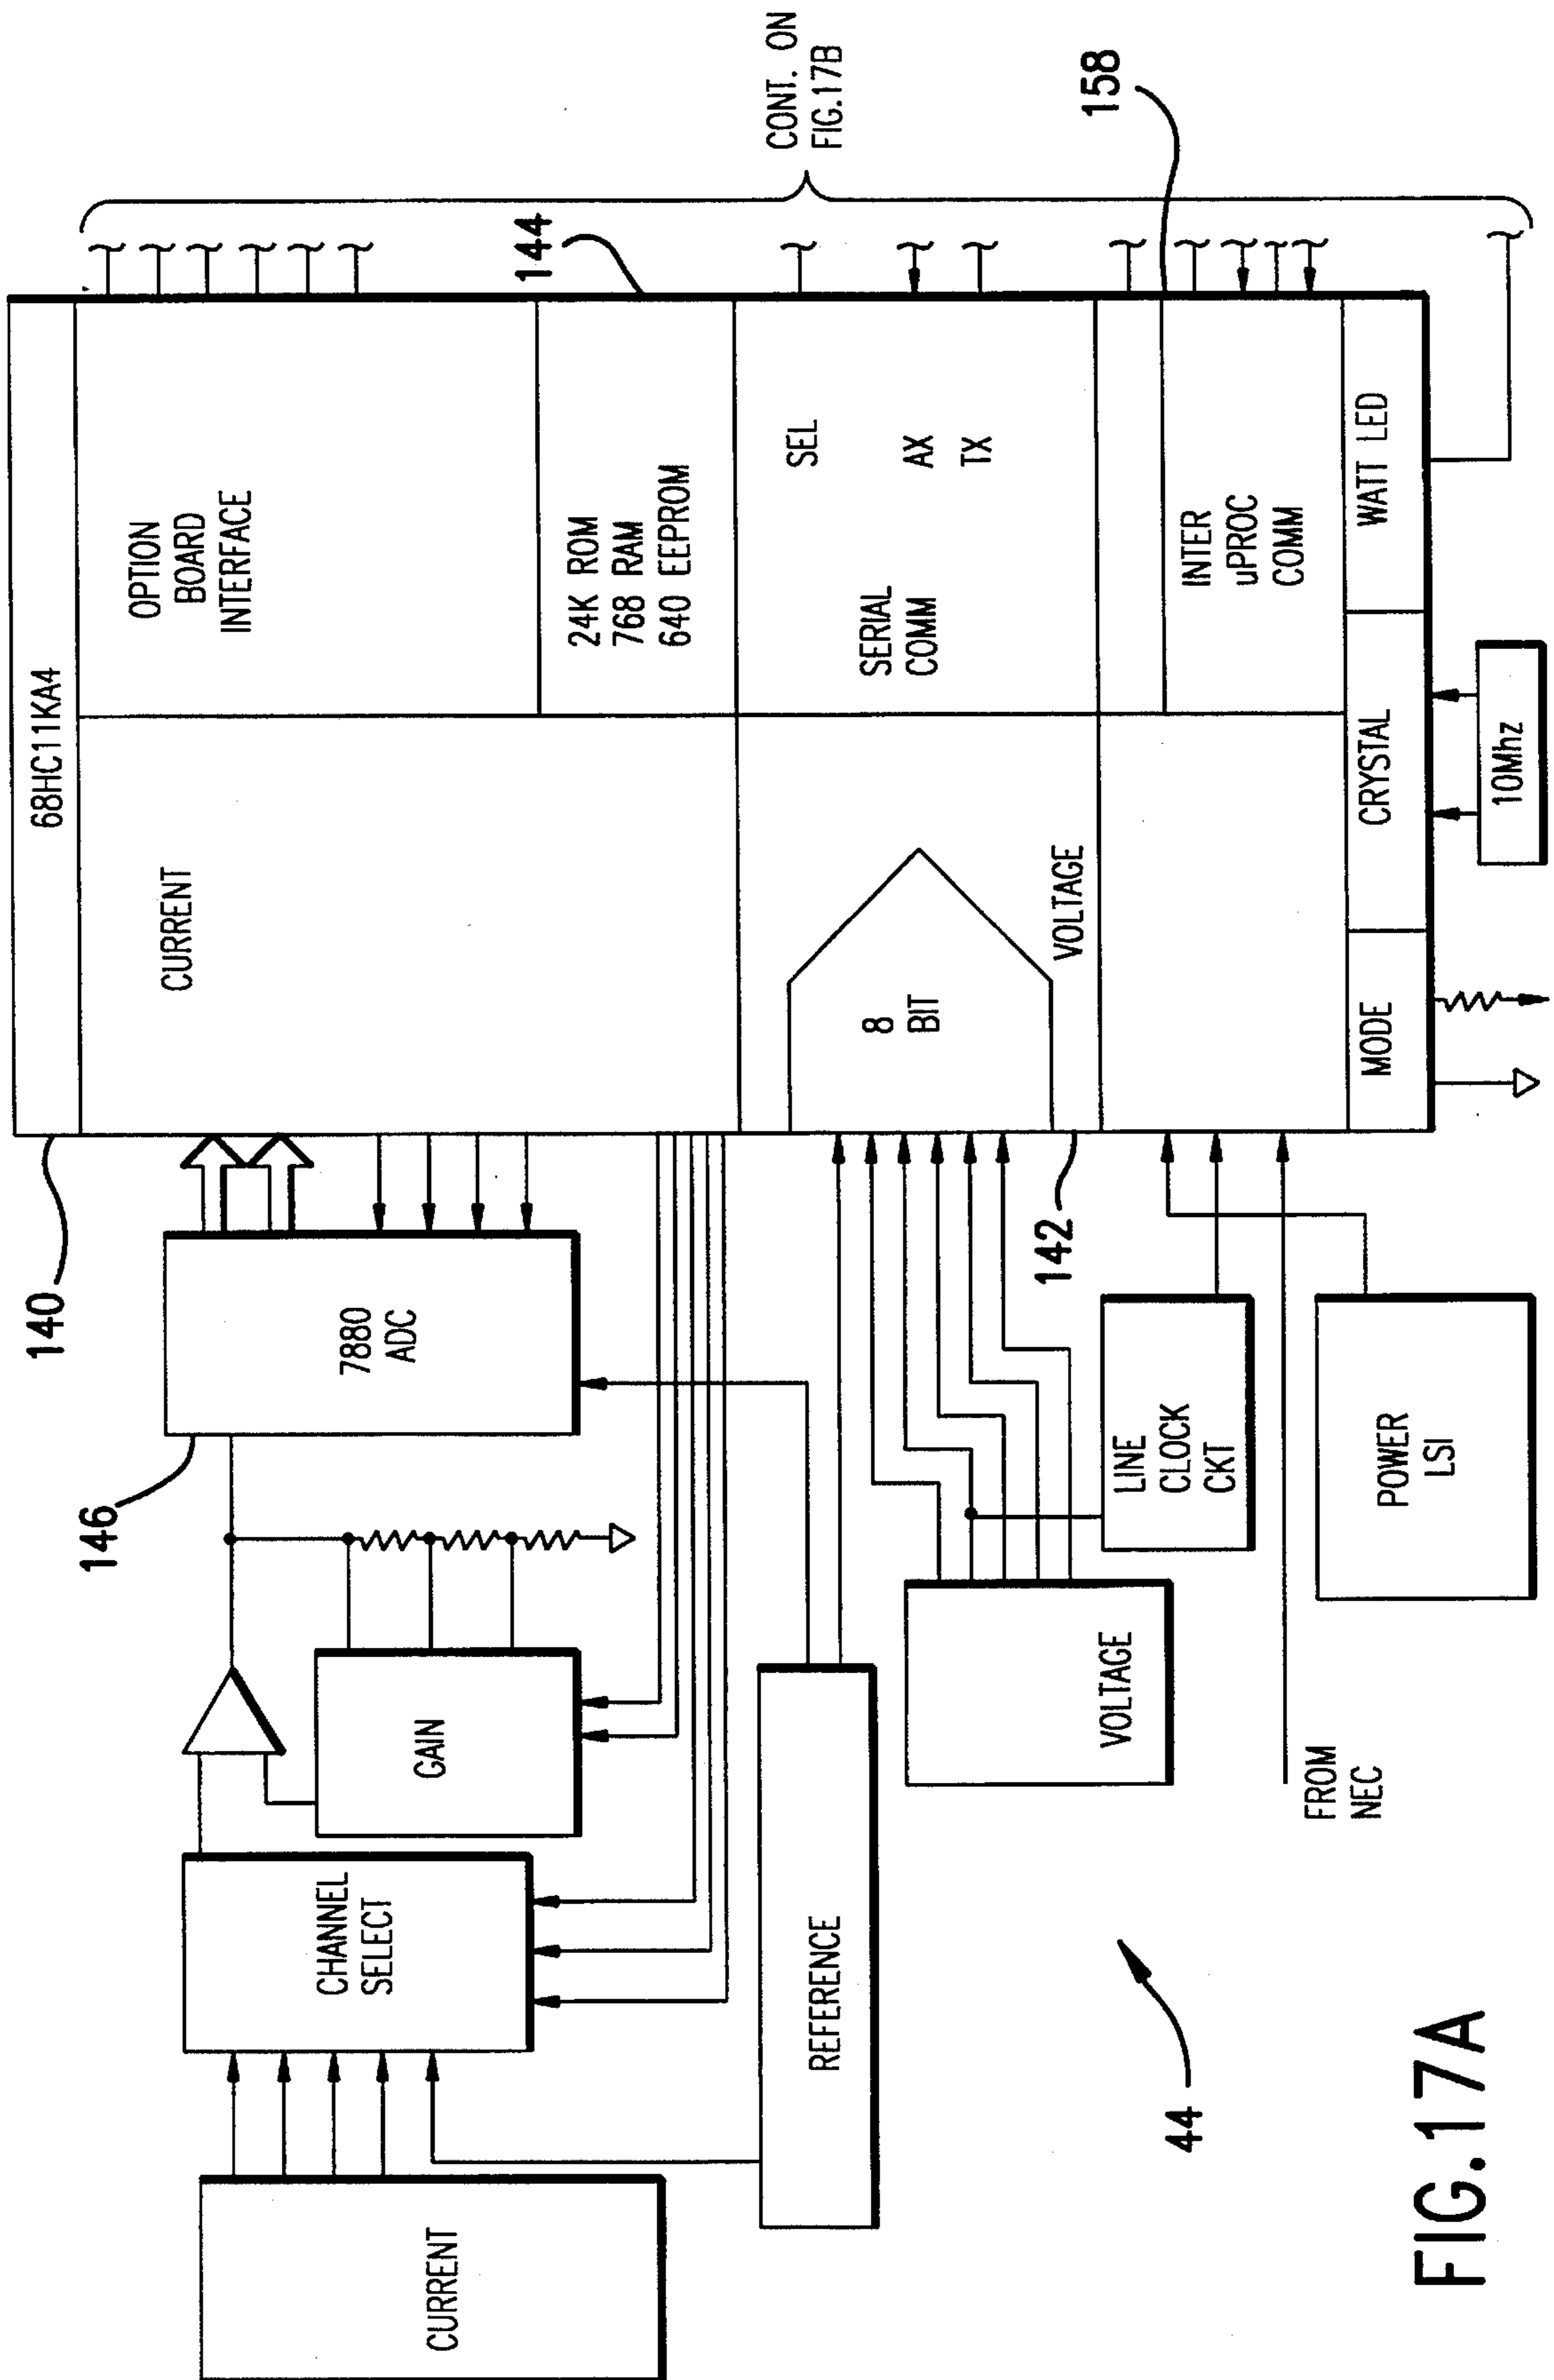 68HC11KA4
140
CURRENT
OPTION
BOARD
INTERFACE
24K ROM
768 RAM
640 EEPROM
144
CONT. ON
FIG.17B
146
7880
ADC
CURRENT
CHANNEL
SELECT
GAIN
REFERENCE
8
BIT
VOLTAGE
142
SERIAL
COMM
SEL
AX
TX
VOLTAGE
LINE
CLOCK
CKT
FROM
NEC
POWER
LSI
INTER
uPROC
COMM
158
MODE
CRYSTAL
WATT LED
10Mhz
44
FIG.17A